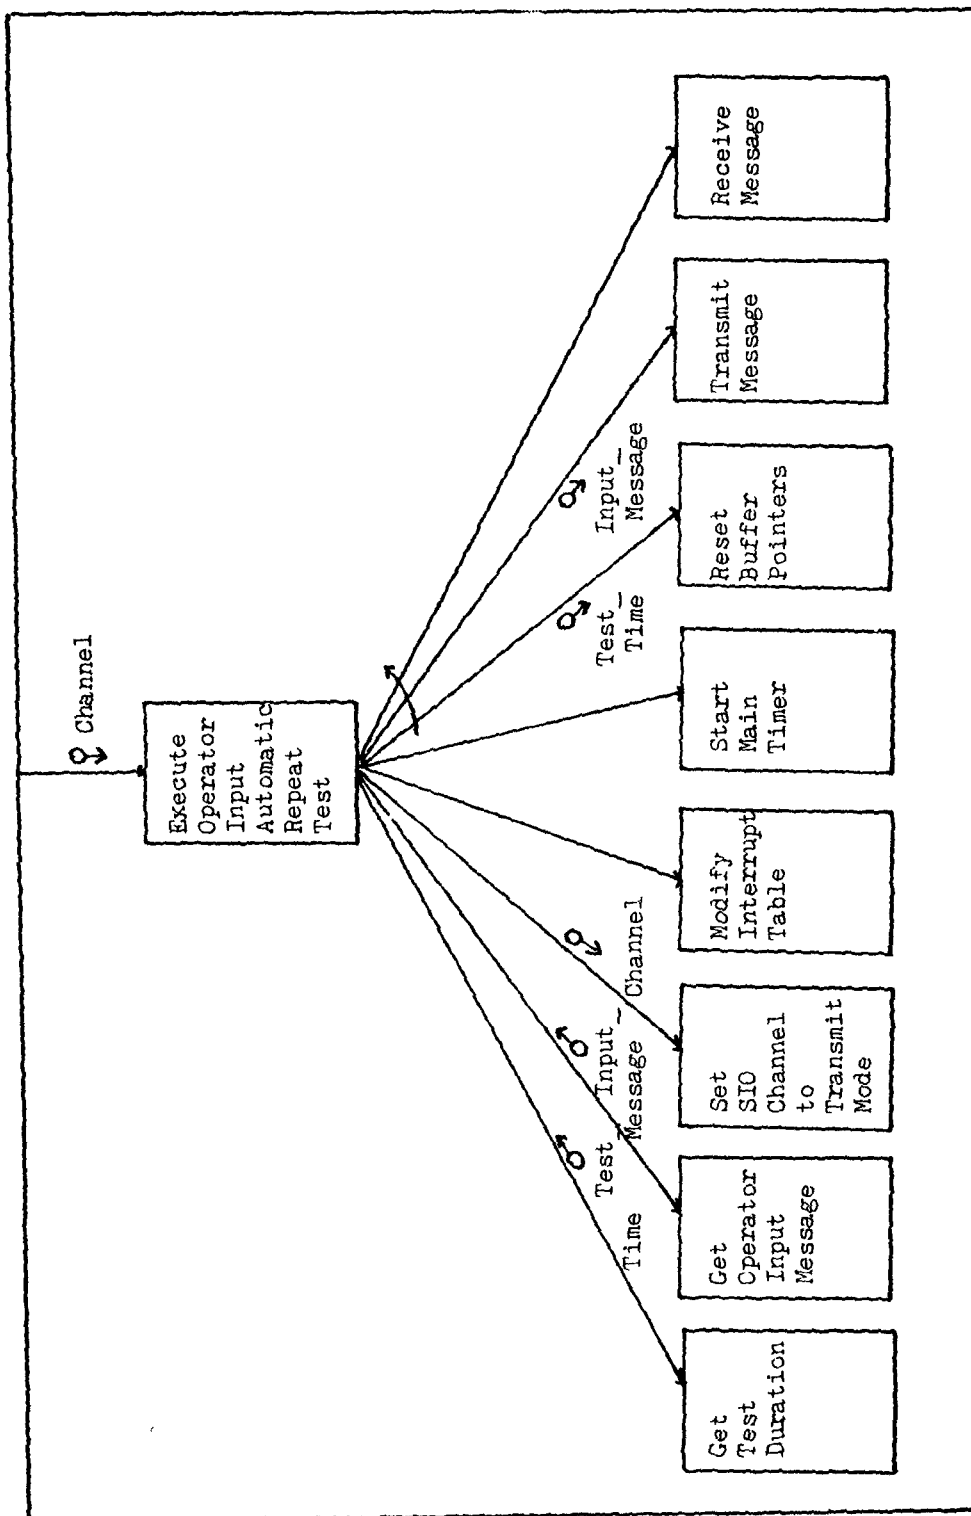 Channel
Execute
Operator
Input
Automatic
Repeat
Test
Test_
Time
Input_
Message
Channel
Test_
Time
Input_
Message
Get
Test
Duration
Get
Cperator
Input
Message
Set
SIO
Channel
to
Transmit
Mode
Modify
Interrupt
Table
Start
Main
Timer
Reset
Buffer
Pointers
Transmit
Message
Receive
Message